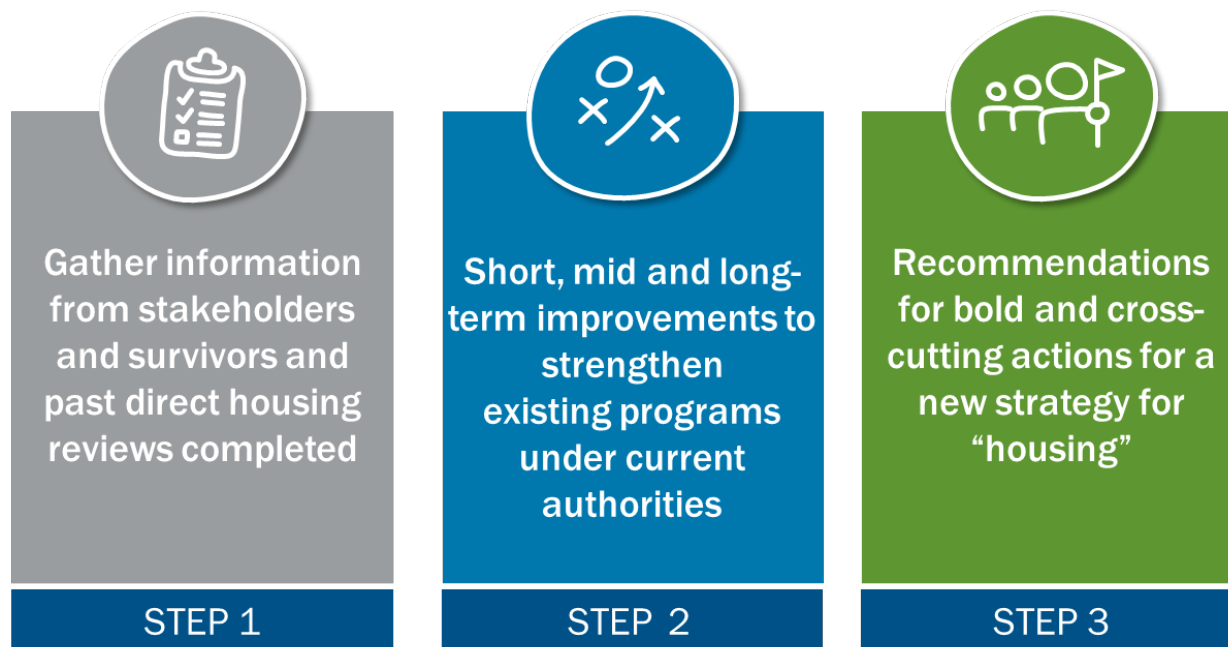 Gather information
from stakeholders
and survivors and
past direct housing
reviews completed
STEP 1
Short, mid and long-
term improvements to
strengthen
existing programs
under current
authorities
STEP 2
Recommendations
for bold and cross-
cutting actions for a
new strategy for
“housing”
STEP 3